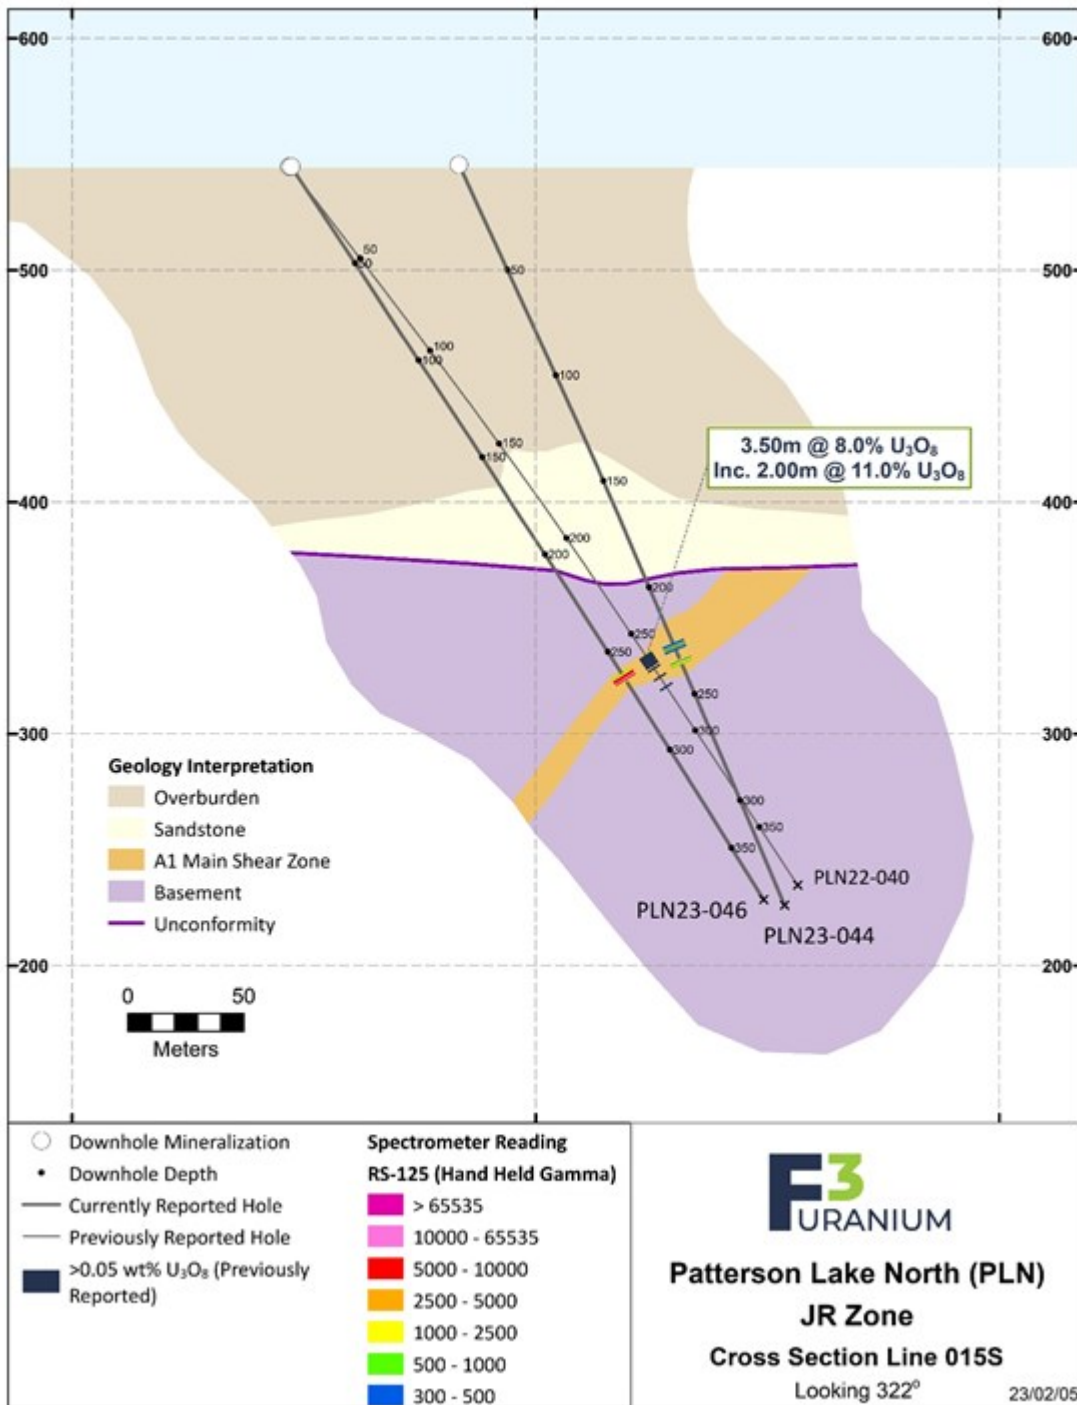 600
600
50
50
500
500
50
100
100
100
3.50m @ 8.0% U₃O₈
Inc. 2.00m @ 11.0% U₃O₈
150
150
150
400
400
200
200
200
250
250
250
300
300
300
300
300
Geology Interpretation
Overburden
Sandstone
A1 Main Shear Zone
Basement
Unconformity
350
350
PLN22-040
PLN23-046
PLN23-044
200
200
0 50
Meters
Downhole Mineralization
Downhole Depth
Currently Reported Hole
Previously Reported Hole
>0.05 wt% U₃O₈ (Previously
Reported)
Spectrometer Reading
RS-125 (Hand Held Gamma)
> 65535
10000 - 65535
5000 - 10000
2500 - 5000
1000 - 2500
500 - 1000
300 - 500
F3
URANIUM
Patterson Lake North (PLN)
JR Zone
Cross Section Line 015S
Looking 322⁰
23/02/05